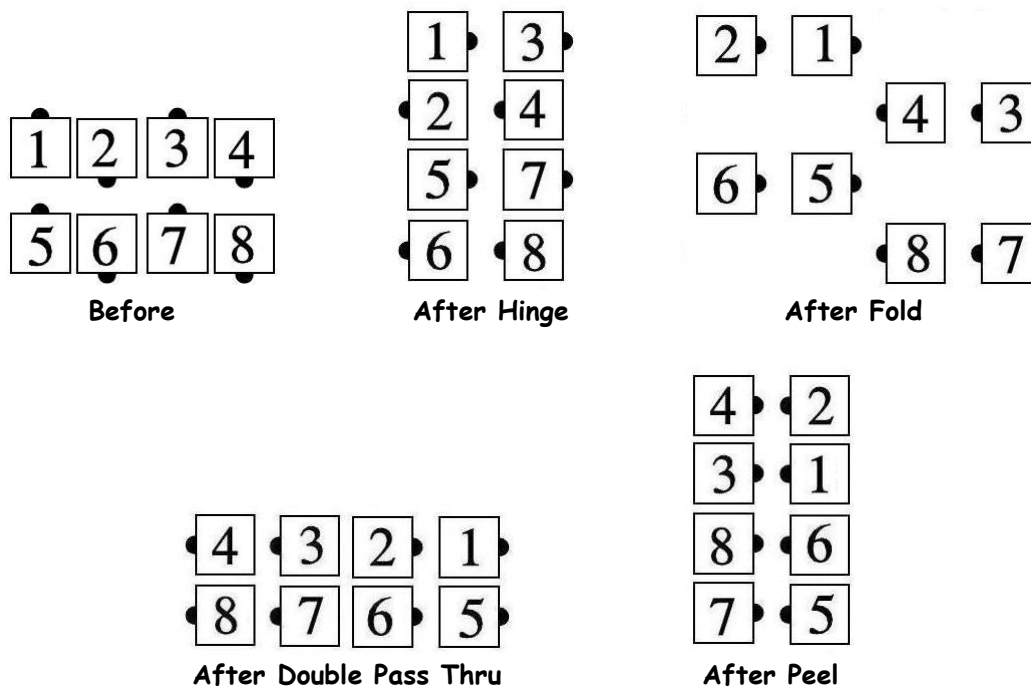 1 2 3 4
5 6 7 8
Before
1 3
2 4
5 7
6 8
After Hinge
2 1
4 3
6 5
8 7
After Fold
4 3 2 1
8 7 6 5
After Double Pass Thru
4 2
3 1
8 6
7 5
After Peel